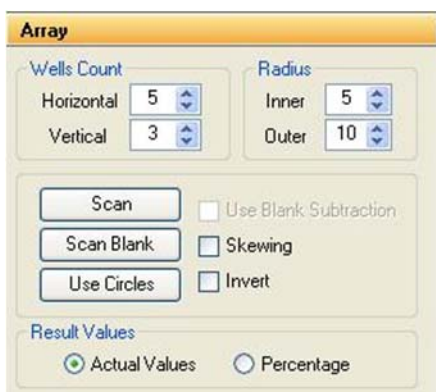 Array
Wells Count Radius
Horizontal 5 Inner 5
Vertical 3 Outer 10
Scan Use Blank Subtraction
Scan Blank Skewing
Use Circles Invert
Result Values
Actual Values Percentage